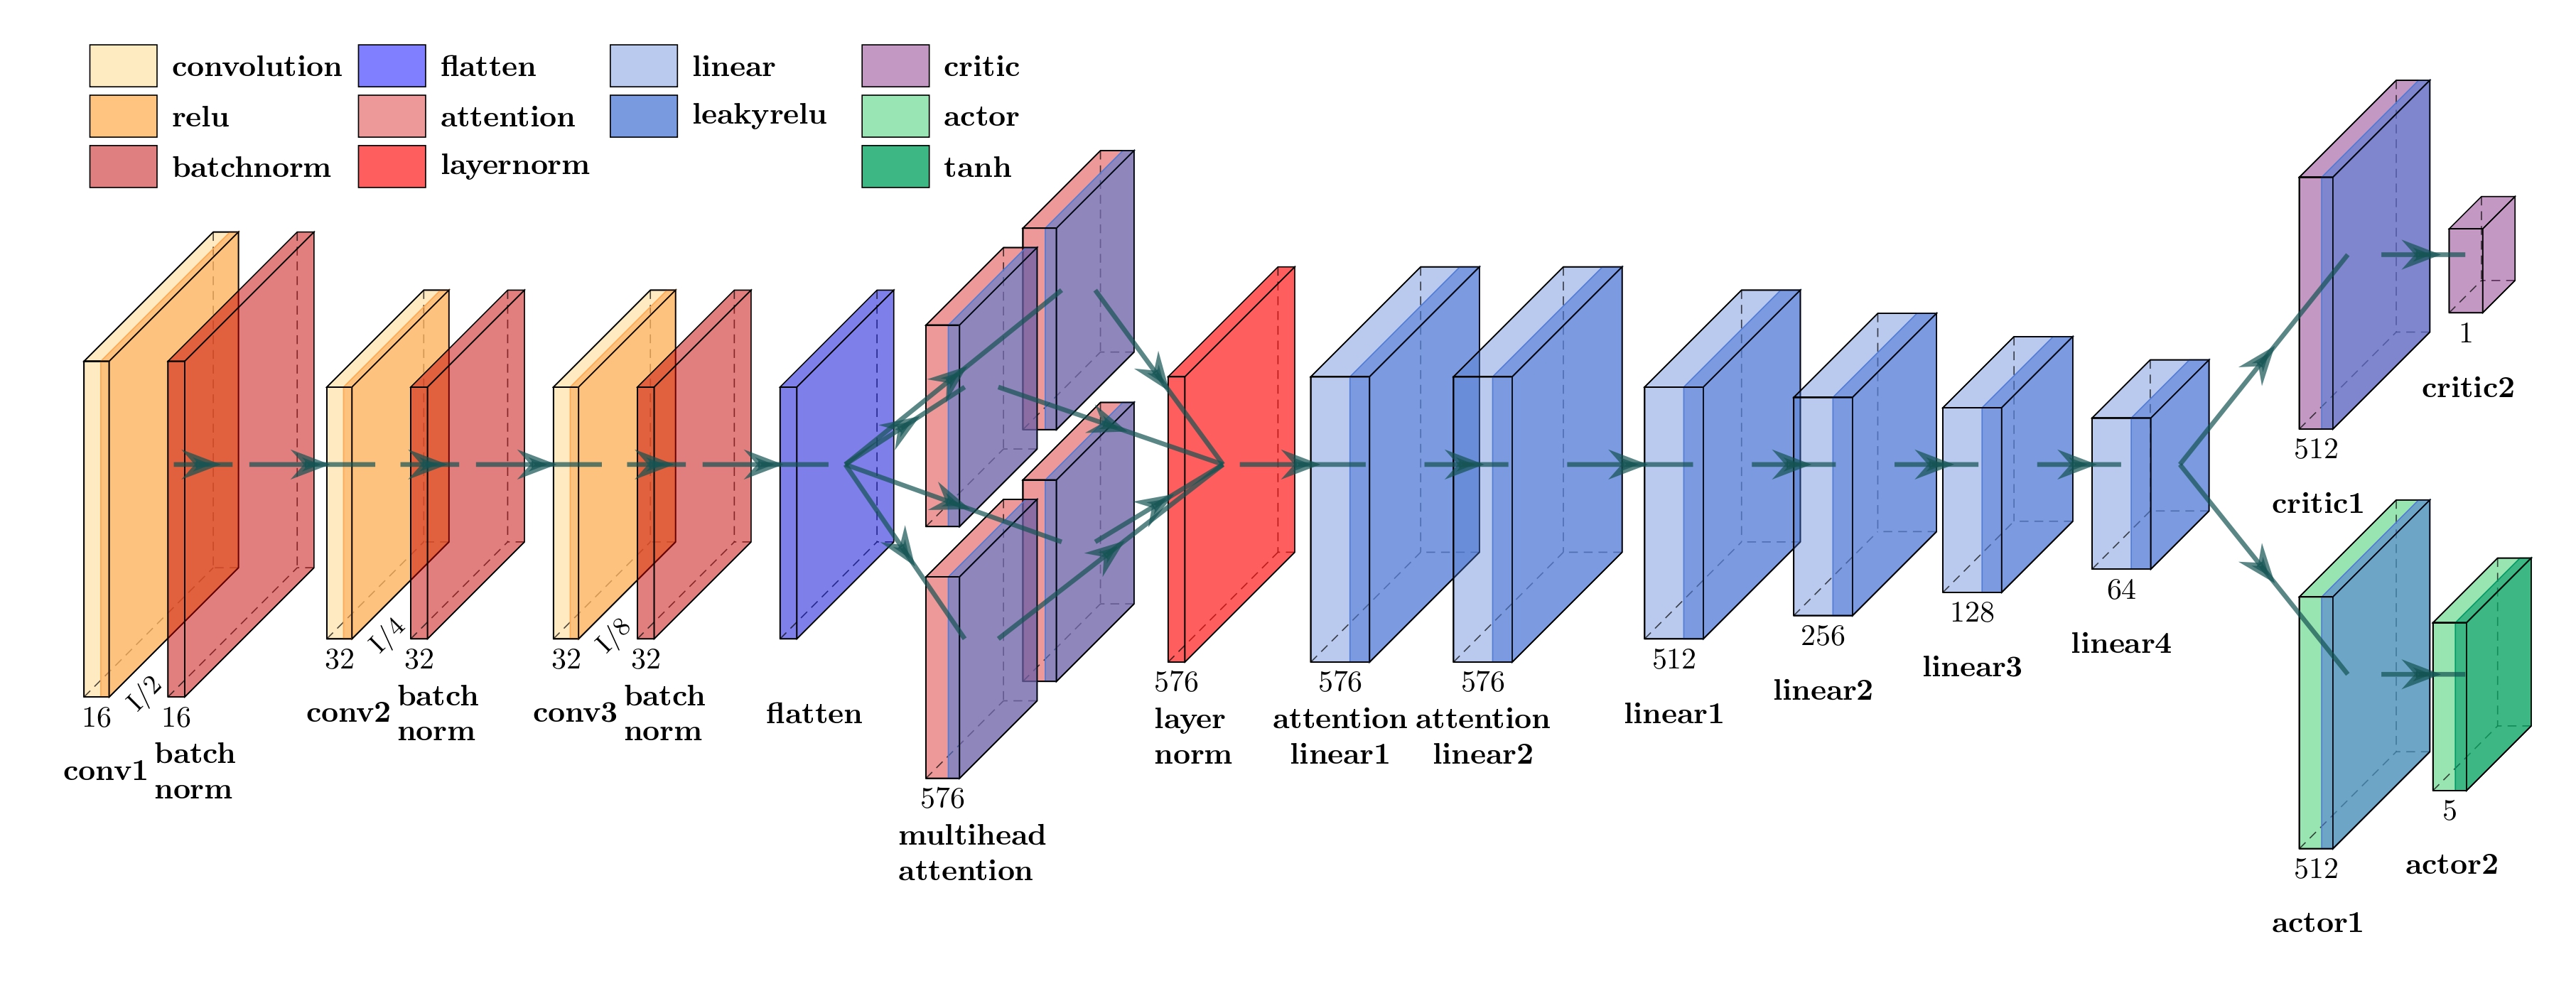 convolution
relu
batchnorm
flatten
attention
layernorm
linear
leakyrelu
critic
actor
tanh
16
I/2
16
conv1
batch
norm
32
I/4
32
conv2
batch
norm
32
I/8
32
conv3
batch
norm
flatten
576
multihead
attention
576
layer
norm
576
attention
linear1
576
attention
linear2
512
linear1
256
linear2
128
linear3
64
linear4
512
critic1
1
critic2
512
actor1
5
actor2